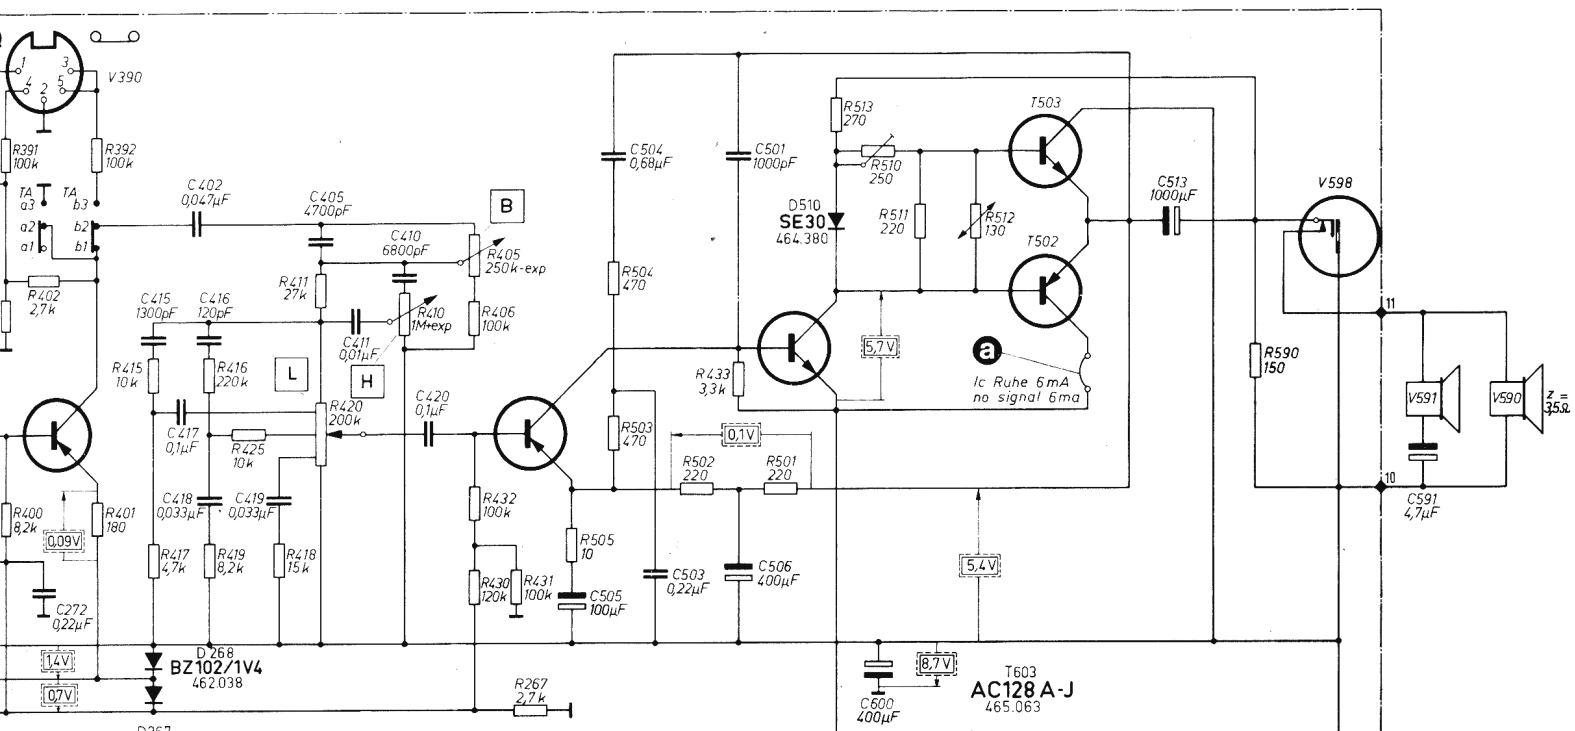 1
3
4
5
2
V390
R391
100k
R392
100k
TA
a3
TA
b3
a2
a1
b2
b1
C402
0,047µF
C405
4700pF
C410
6800pF
B
R405
250k-exp
R402
2,7k
R411
27k
R410
1M+exp
R406
100k
C415
1300pF
C416
120pF
C411
0,01µF
R415
10k
R416
220k
L
H
R420
200k
C420
0,1µF
C417
0,1µF
R425
10k
C418
0,033µF
C419
0,033µF
R400
8,2k
R401
180
0,09V
R417
4,7k
R419
8,2k
R418
15k
C272
0,22µF
1,4V
0,7V
D268
BZ102/1V4
462.038
D267
R267
2,7k
R432
100k
R430
120k
R431
100k
R505
10
C505
100µF
C504
0,68µF
C501
1000pF
R504
470
R503
470
R433
3,3k
0,1V
R502
220
R501
220
C503
0,22µF
C506
400µF
R513
270
R510
250
D510
SE30
464.380
R511
220
R512
130
T503
T502
5,7V
a
Ic Ruhe 6mA
no signal 6ma
C513
1000µF
V598
11
R590
150
V591
V590
z =
3,5Ω
10
C591
4,7µF
5,4V
8,7V
C600
400µF
T603
AC128 A-J
465.063